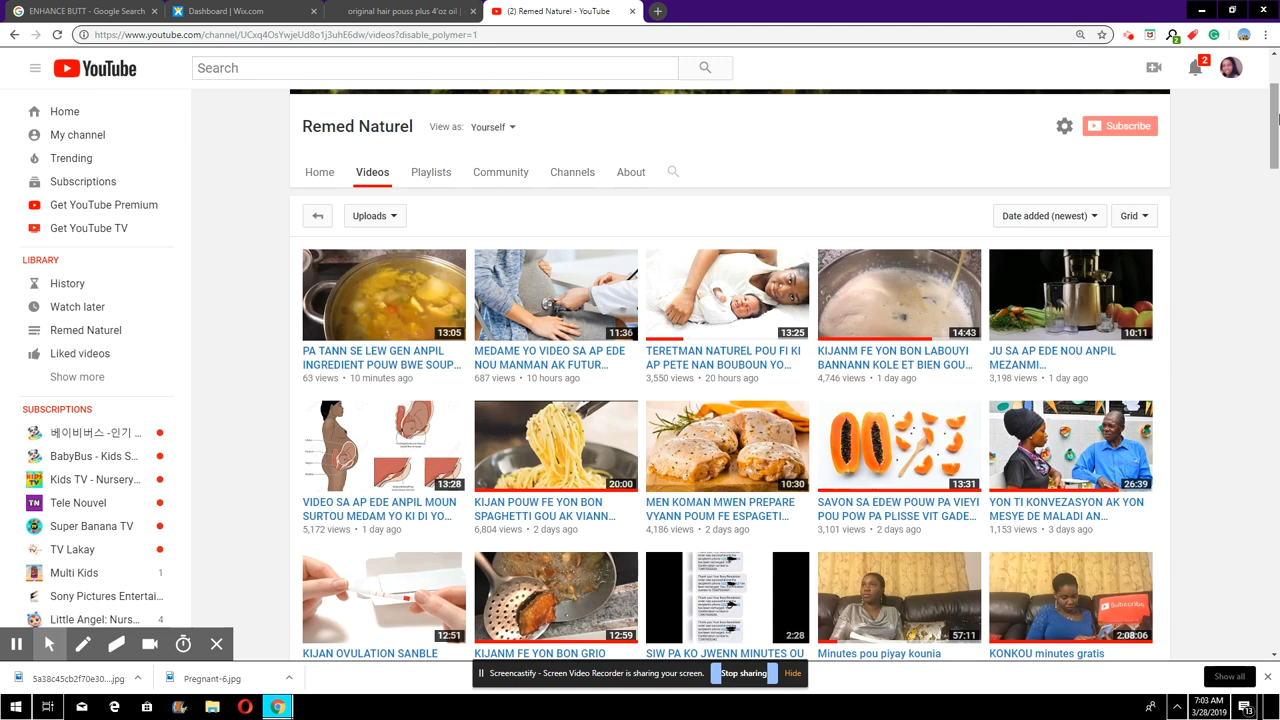 ENHANCE BUTT - Google Search
Dashboard | Wix.com
original hair pouss plus 4'oz oil |
(2) Remed Naturel - YouTube
https://www.youtube.com/channel/UCxq4OsYwjeUd8o1j3uhE6dw/videos?disable_polymer=1
YouTube
Search
2
Home
My channel
Trending
Subscriptions
Get YouTube Premium
Get YouTube TV
LIBRARY
History
Watch later
Remed Naturel
Liked videos
Show more
SUBSCRIPTIONS
베이비버스 -인기 ...
BabyBus - Kids S...
Kids TV - Nursery...
Tele Nouvel
Super Banana TV
TV Lakay
Multi Kids 1
Sony Pictures Entertai...
Little Angel: Nurs... 4
Remed Naturel View as: Yourself
Subscribe
Home Videos Playlists Community Channels About
Uploads
Date added (newest) Grid
13:05 11:36 13:25 14:43 10:11
PA TANN SE LEW GEN ANPIL
INGREDIENT POUW BWE SOUP...
63 views • 10 minutes ago
MEDAME YO VIDEO SA AP EDE
NOU MANMAN AK FUTUR...
687 views • 10 hours ago
TERETMAN NATUREL POU FI KI
AP PETE NAN BOUBOUN YO...
3,550 views • 20 hours ago
KIJANM FE YON BON LABOUYI
BANNANN KOLE ET BIEN GOU...
4,746 views • 1 day ago
JU SA AP EDE NOU ANPIL
MEZANMI...
3,198 views • 1 day ago
13:28 20:00 10:30 13:31 26:39
VIDEO SA AP EDE ANPIL MOUN
SURTOU MEDAM YO KI DI YO...
5,172 views • 1 day ago
KIJAN POUW FE YON BON
SPAGHETTI GOU AK VIANN...
6,804 views • 2 days ago
MEN KOMAN MWEN PREPARE
VYANN POUM FE ESPAGETI...
4,186 views • 2 days ago
SAVON SA EDEW POUW PA VIEYI
POU POW PA PLISSE VIT GADE...
3,101 views • 2 days ago
YON TI KONVEZASYON AK YON
MESYE DE MALADI AN...
1,153 views • 3 days ago
12:51 12:59 2:28 57:11 2:08:06
Subscribe
KIJAN OVULATION SANBLE
KIJANM FE YON BON GRIO
SIW PA KO JWENN MINUTES OU
Minutes pou piyay kounia
KONKOU minutes gratis
Screencastify - Screen Video Recorder is sharing your screen. Stop sharing Hide
Pregnant-6.jpg
Show all
7:03 AM
3/28/2019
13